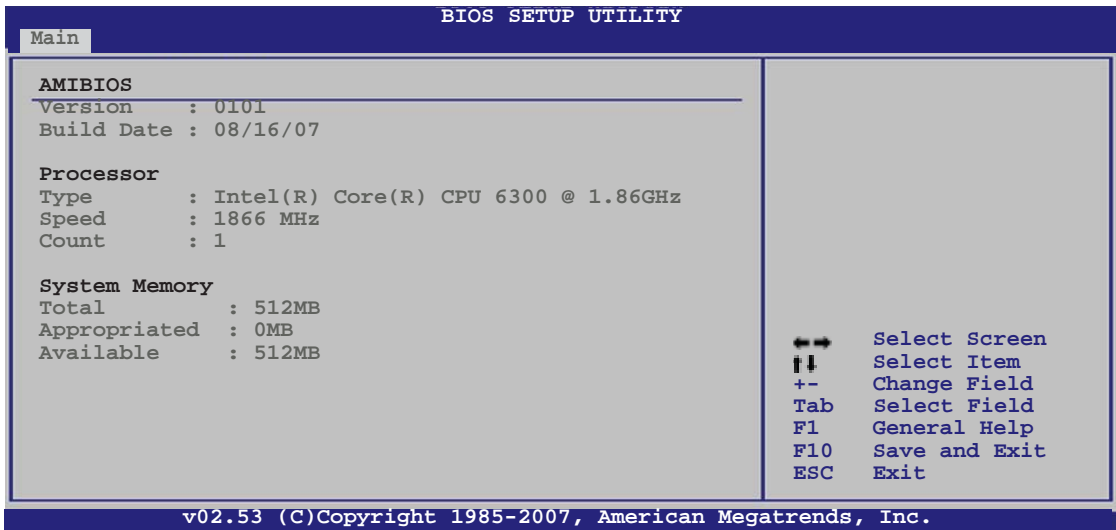 BIOS SETUP UTILITY
Main
AMIBIOS
Version : 0101
Build Date : 08/16/07
Processor
Type : Intel(R) Core(R) CPU 6300 @ 1.86GHz
Speed : 1866 MHz
Count : 1
System Memory
Total : 512MB
Appropriated : 0MB
Available : 512MB
←→ Select Screen
↑↓ Select Item
+- Change Field
Tab Select Field
F1 General Help
F10 Save and Exit
ESC Exit
v02.53 (C)Copyright 1985-2007, American Megatrends, Inc.